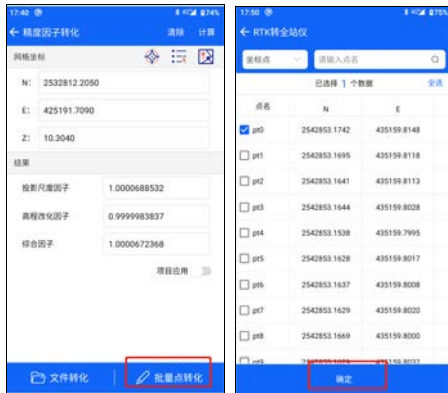 17:40
74%
精度因子转化
清除 计算
网格坐标
N: 2532812.2050
E: 425191.7090
Z: 10.3040
结果
投影尺度因子 1.0000688532
高程改化因子 0.9999983837
综合因子 1.0000672368
项目应用
文件转化 批量点转化
17:50
75%
RTK转全站仪
坐标点 请输入点名
已选择 1 个数据 全选
点名 N E
pt0 2542853.1742 435159.8148
pt1 2542853.1695 435159.8118
pt2 2542853.1641 435159.8113
pt3 2542853.1644 435159.8028
pt4 2542853.1538 435159.7995
pt5 2542853.1628 435159.8017
pt6 2542853.1637 435159.8008
pt7 2542853.1629 435159.8020
pt8 2542853.1669 435159.8000
确定